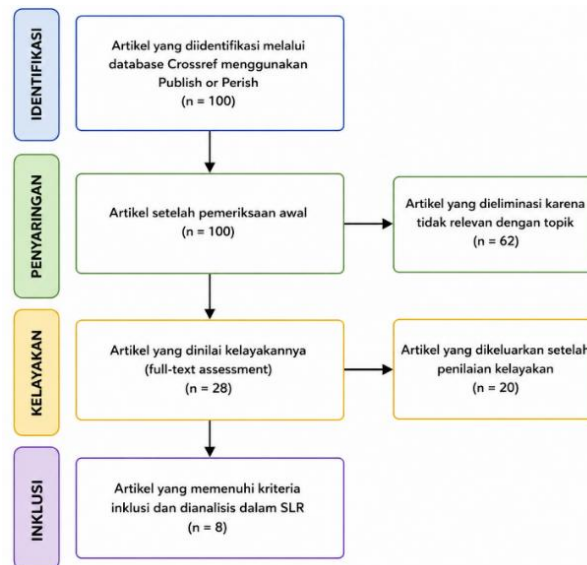 IDENTIFIKASI
Artikel yang diidentifikasi melalui
database Crossref menggunakan
Publish or Perish
(n = 100)
PENYARINGAN
Artikel setelah pemeriksaan awal
(n = 100)
Artikel yang dieliminasi karena
tidak relevan dengan topik
(n = 62)
KELAYAKAN
Artikel yang dinilai kelayakannya
(full-text assessment)
(n = 28)
Artikel yang dikeluarkan setelah
penilaian kelayakan
(n = 20)
INKLUSI
Artikel yang memenuhi kriteria
inklusi dan dianalisis dalam SLR
(n = 8)